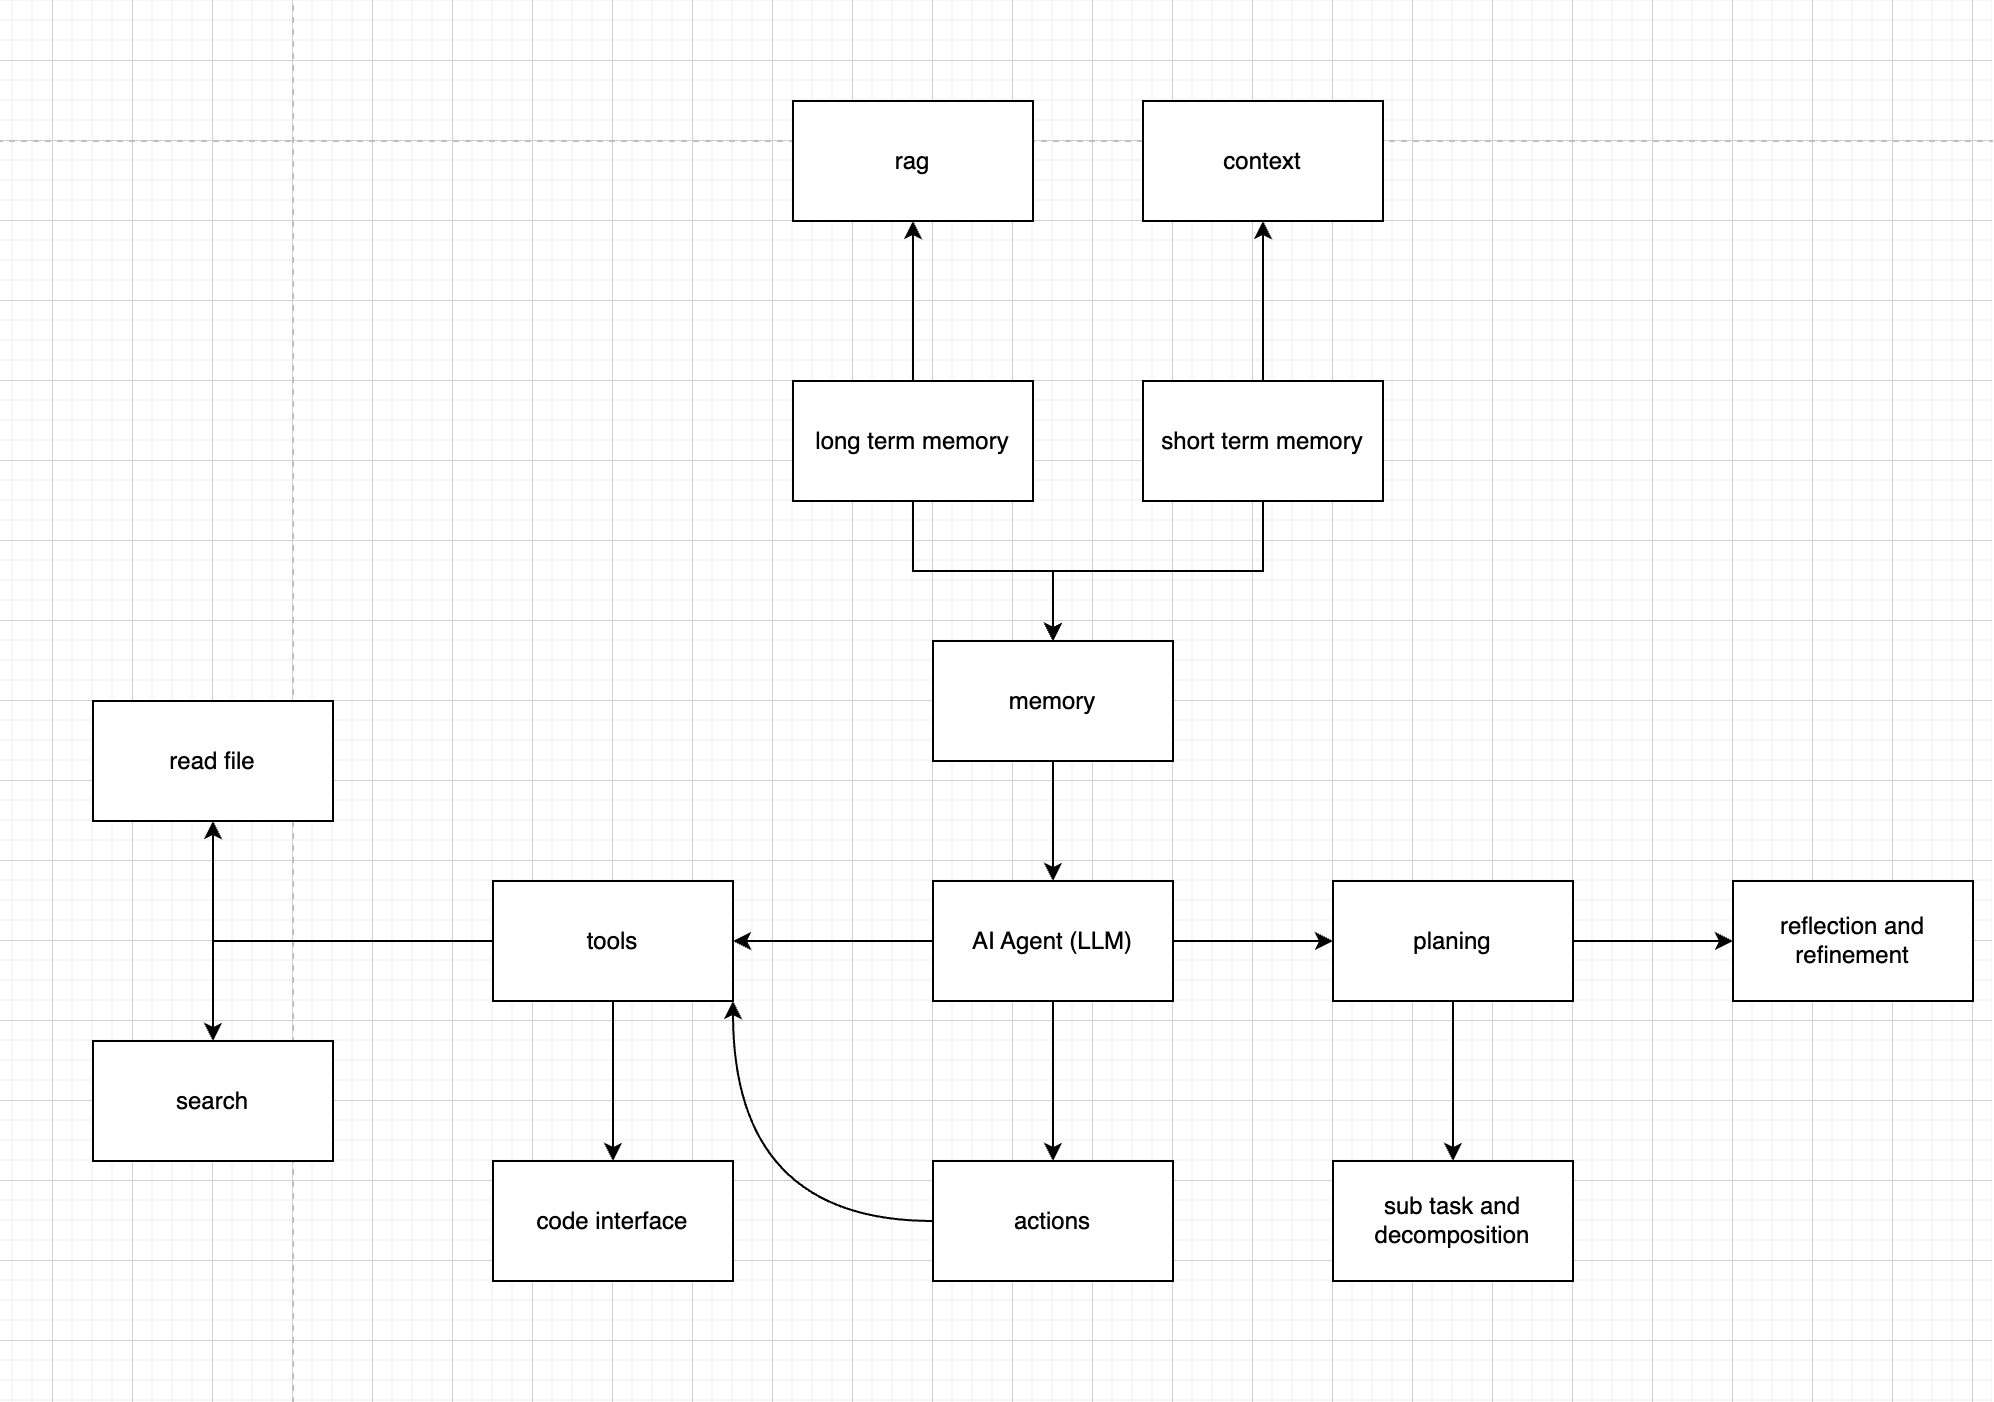 rag
context
long term memory
short term memory
memory
read file
tools
AI Agent (LLM)
planing
reflection and
refinement
search
code interface
actions
sub task and
decomposition